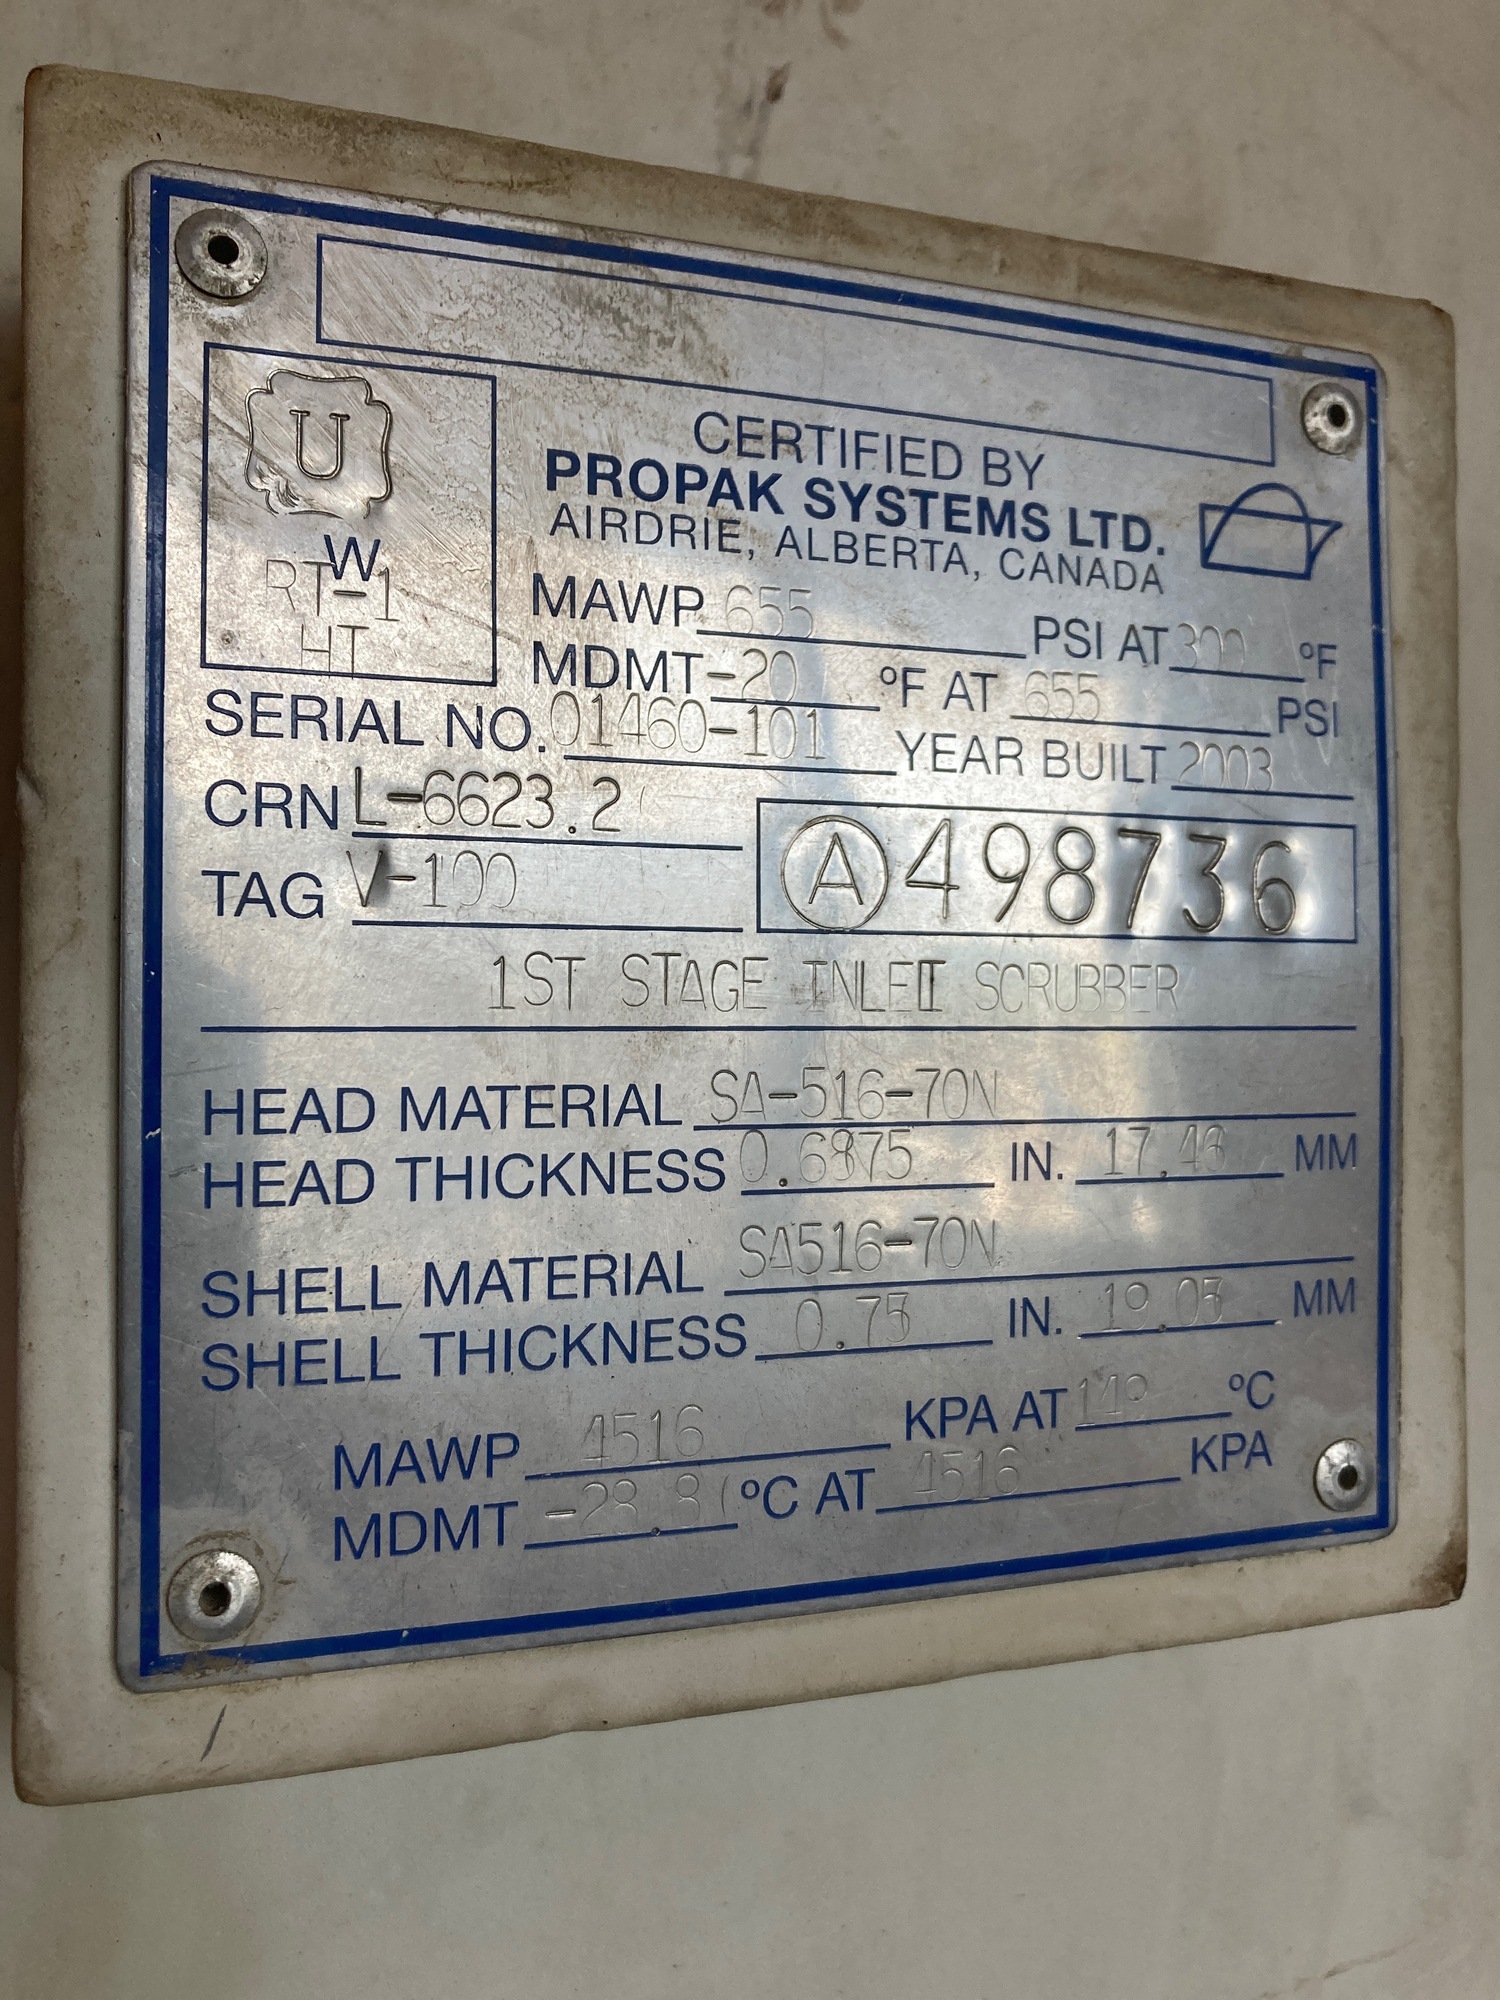 U
W
RT-1
HT
CERTIFIED BY
PROPAK SYSTEMS LTD.
AIRDRIE, ALBERTA, CANADA
MAWP 655 PSI AT 300 °F
MDMT -20 °F AT 655 PSI
SERIAL NO. 01460-101 YEAR BUILT 2003
CRN L-6623.2
TAG V-100
A 498736
1ST STAGE INLET SCRUBBER
HEAD MATERIAL SA-516-70N
HEAD THICKNESS 0.6875 IN. 17.46 MM
SHELL MATERIAL SA516-70N
SHELL THICKNESS 0.75 IN. 19.05 MM
MAWP 4516 KPA AT 149 °C
MDMT -28.8 °C AT 4516 KPA